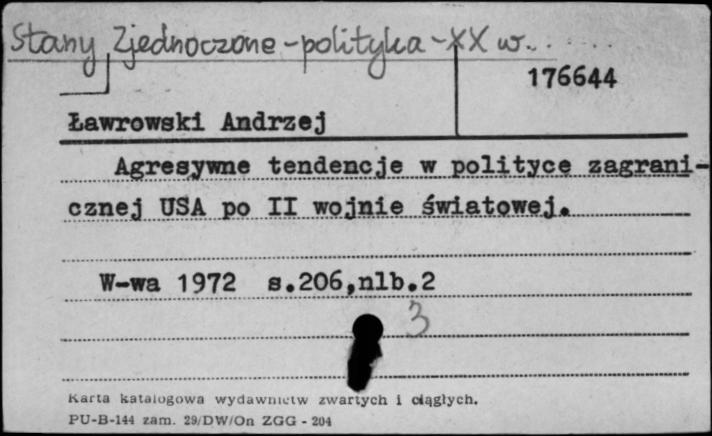 Stany Zjednoczone - polityka - XX w.
176644
Ławrowski Andrzej
Agresywne tendencje w polityce zagrani-
cznej USA po II wojnie światowej.
W-wa 1972 s.206,nlb.2
3
Karta katalogowa wydawnictw zwartych i ciągłych.
PU-B-144 zam. 29/DW/On ZGG - 204